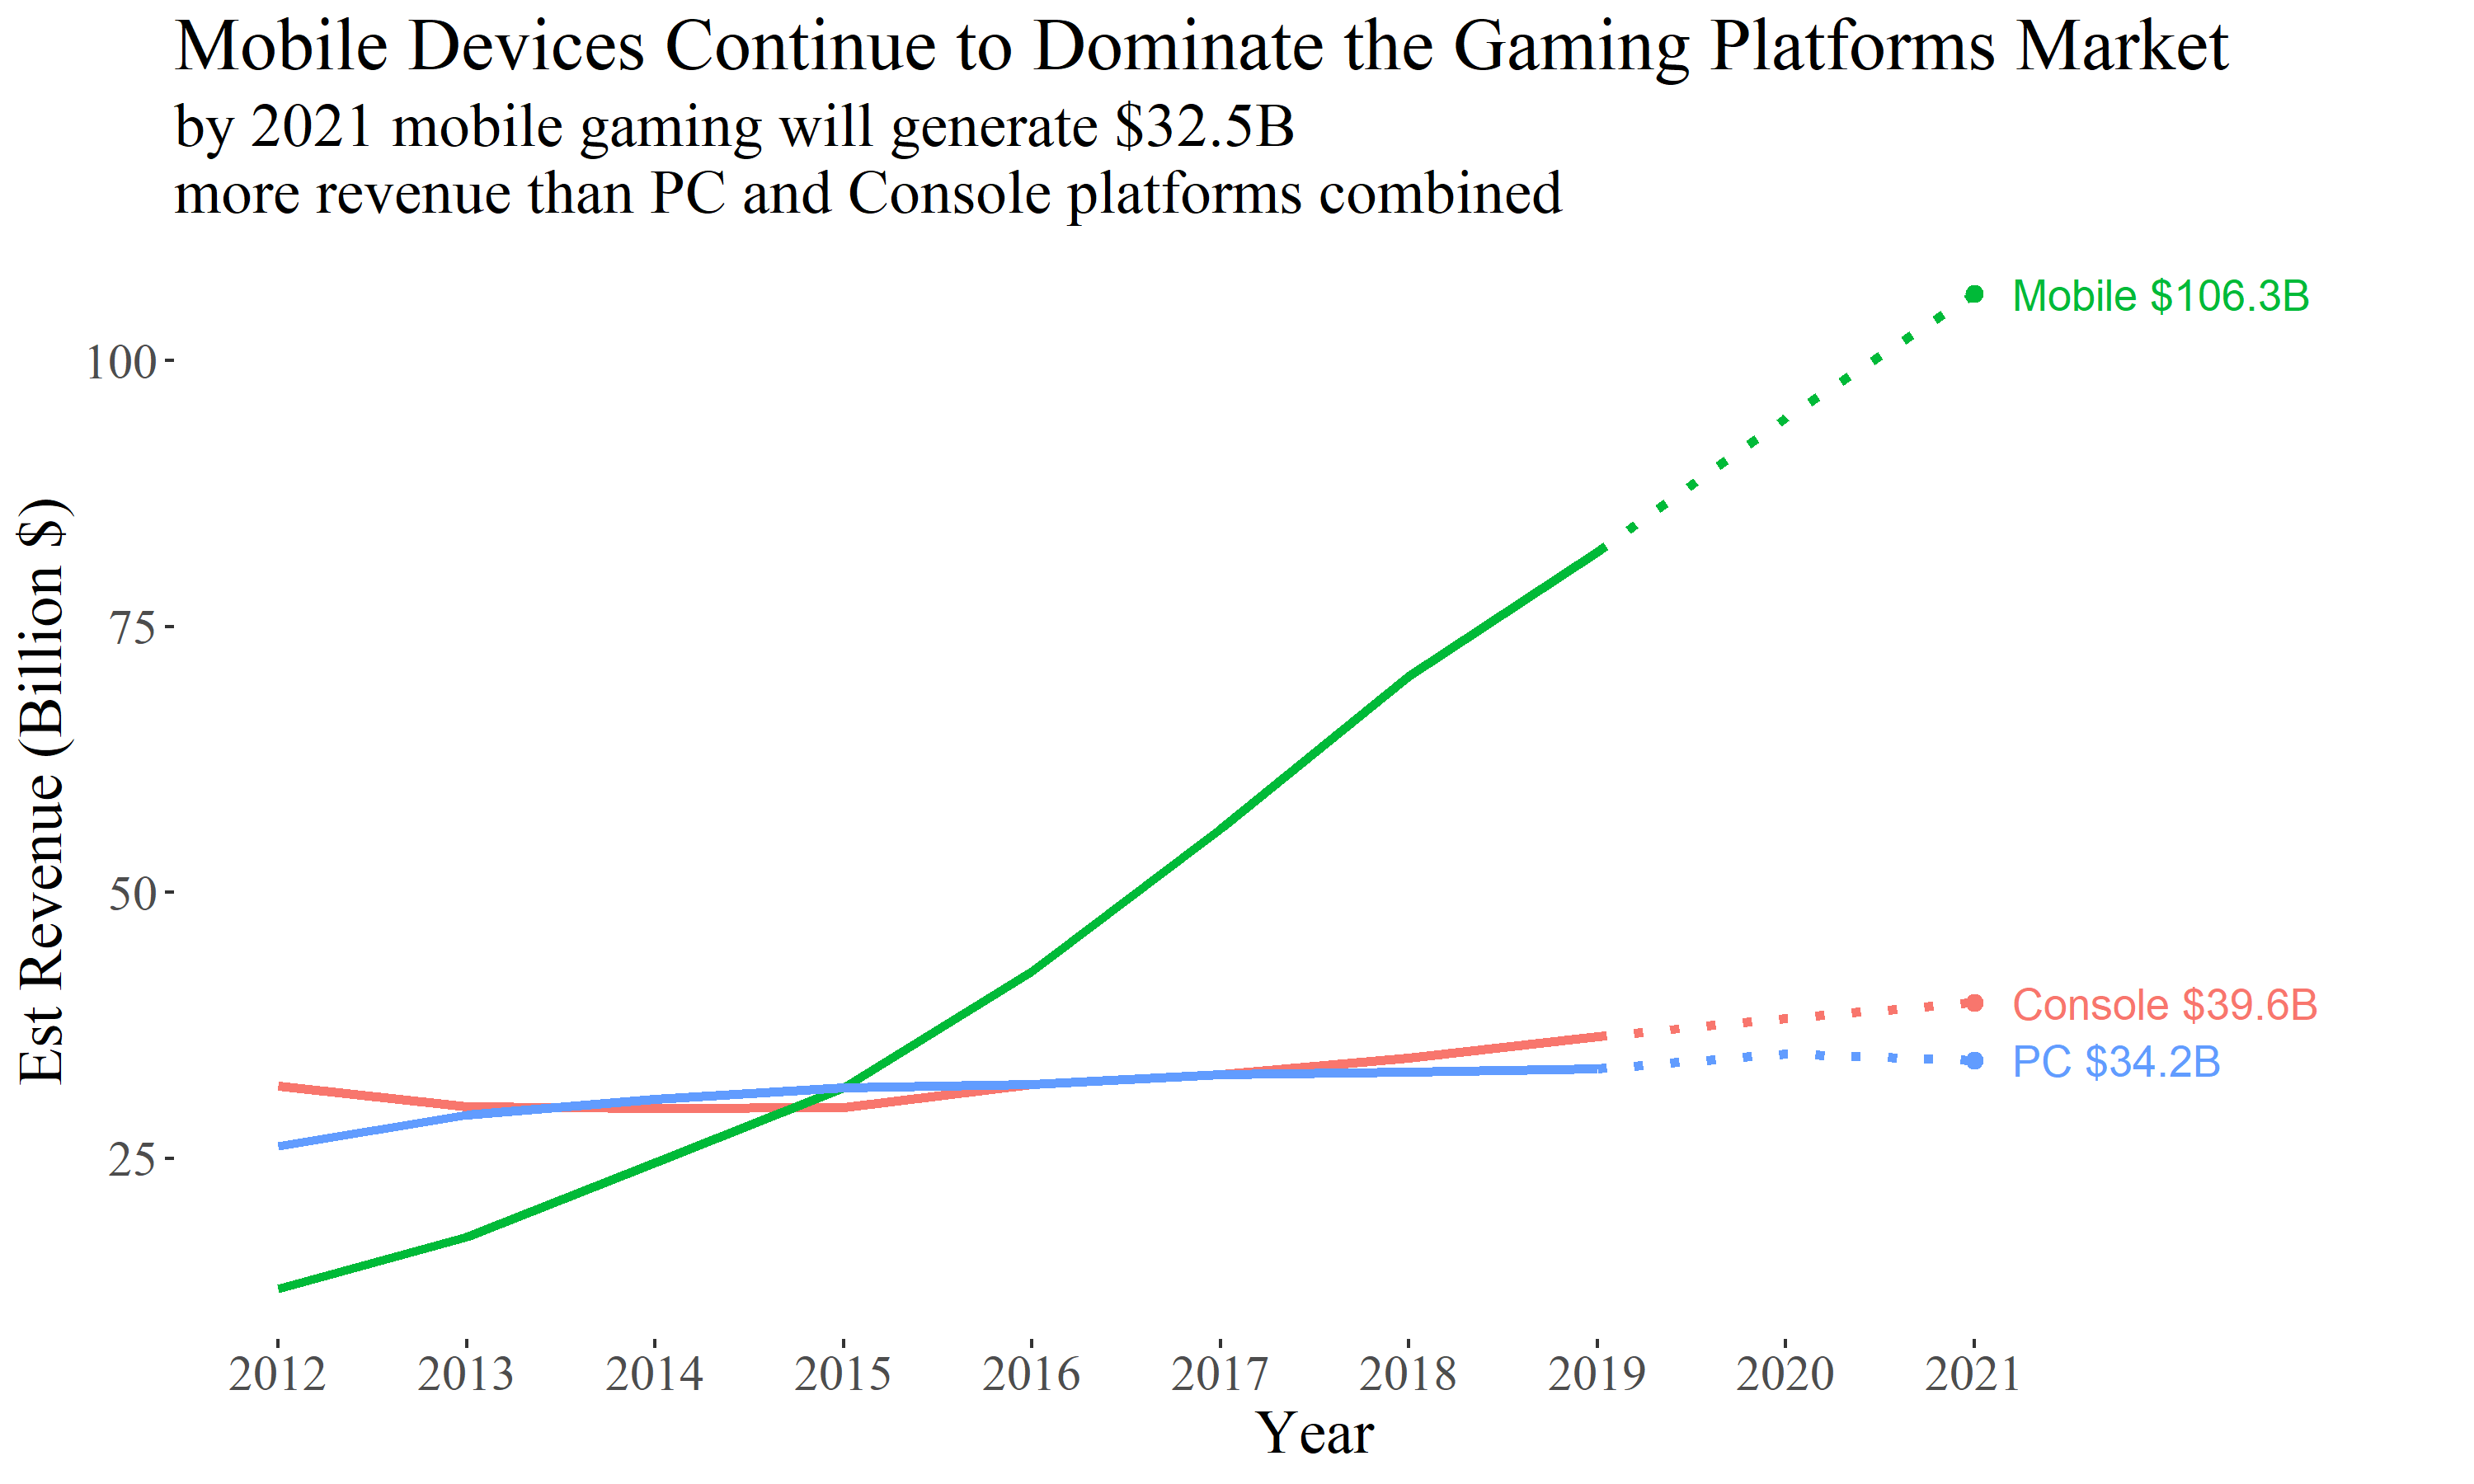 Mobile Devices Continue to Dominate the Gaming Platforms Market
by 2021 mobile gaming will generate $32.5B
more revenue than PC and Console platforms combined
Est Revenue (Billion $)
100
75
50
25
Mobile $106.3B
Console $39.6B
PC $34.2B
2012 2013 2014 2015 2016 2017 2018 2019 2020 2021
Year